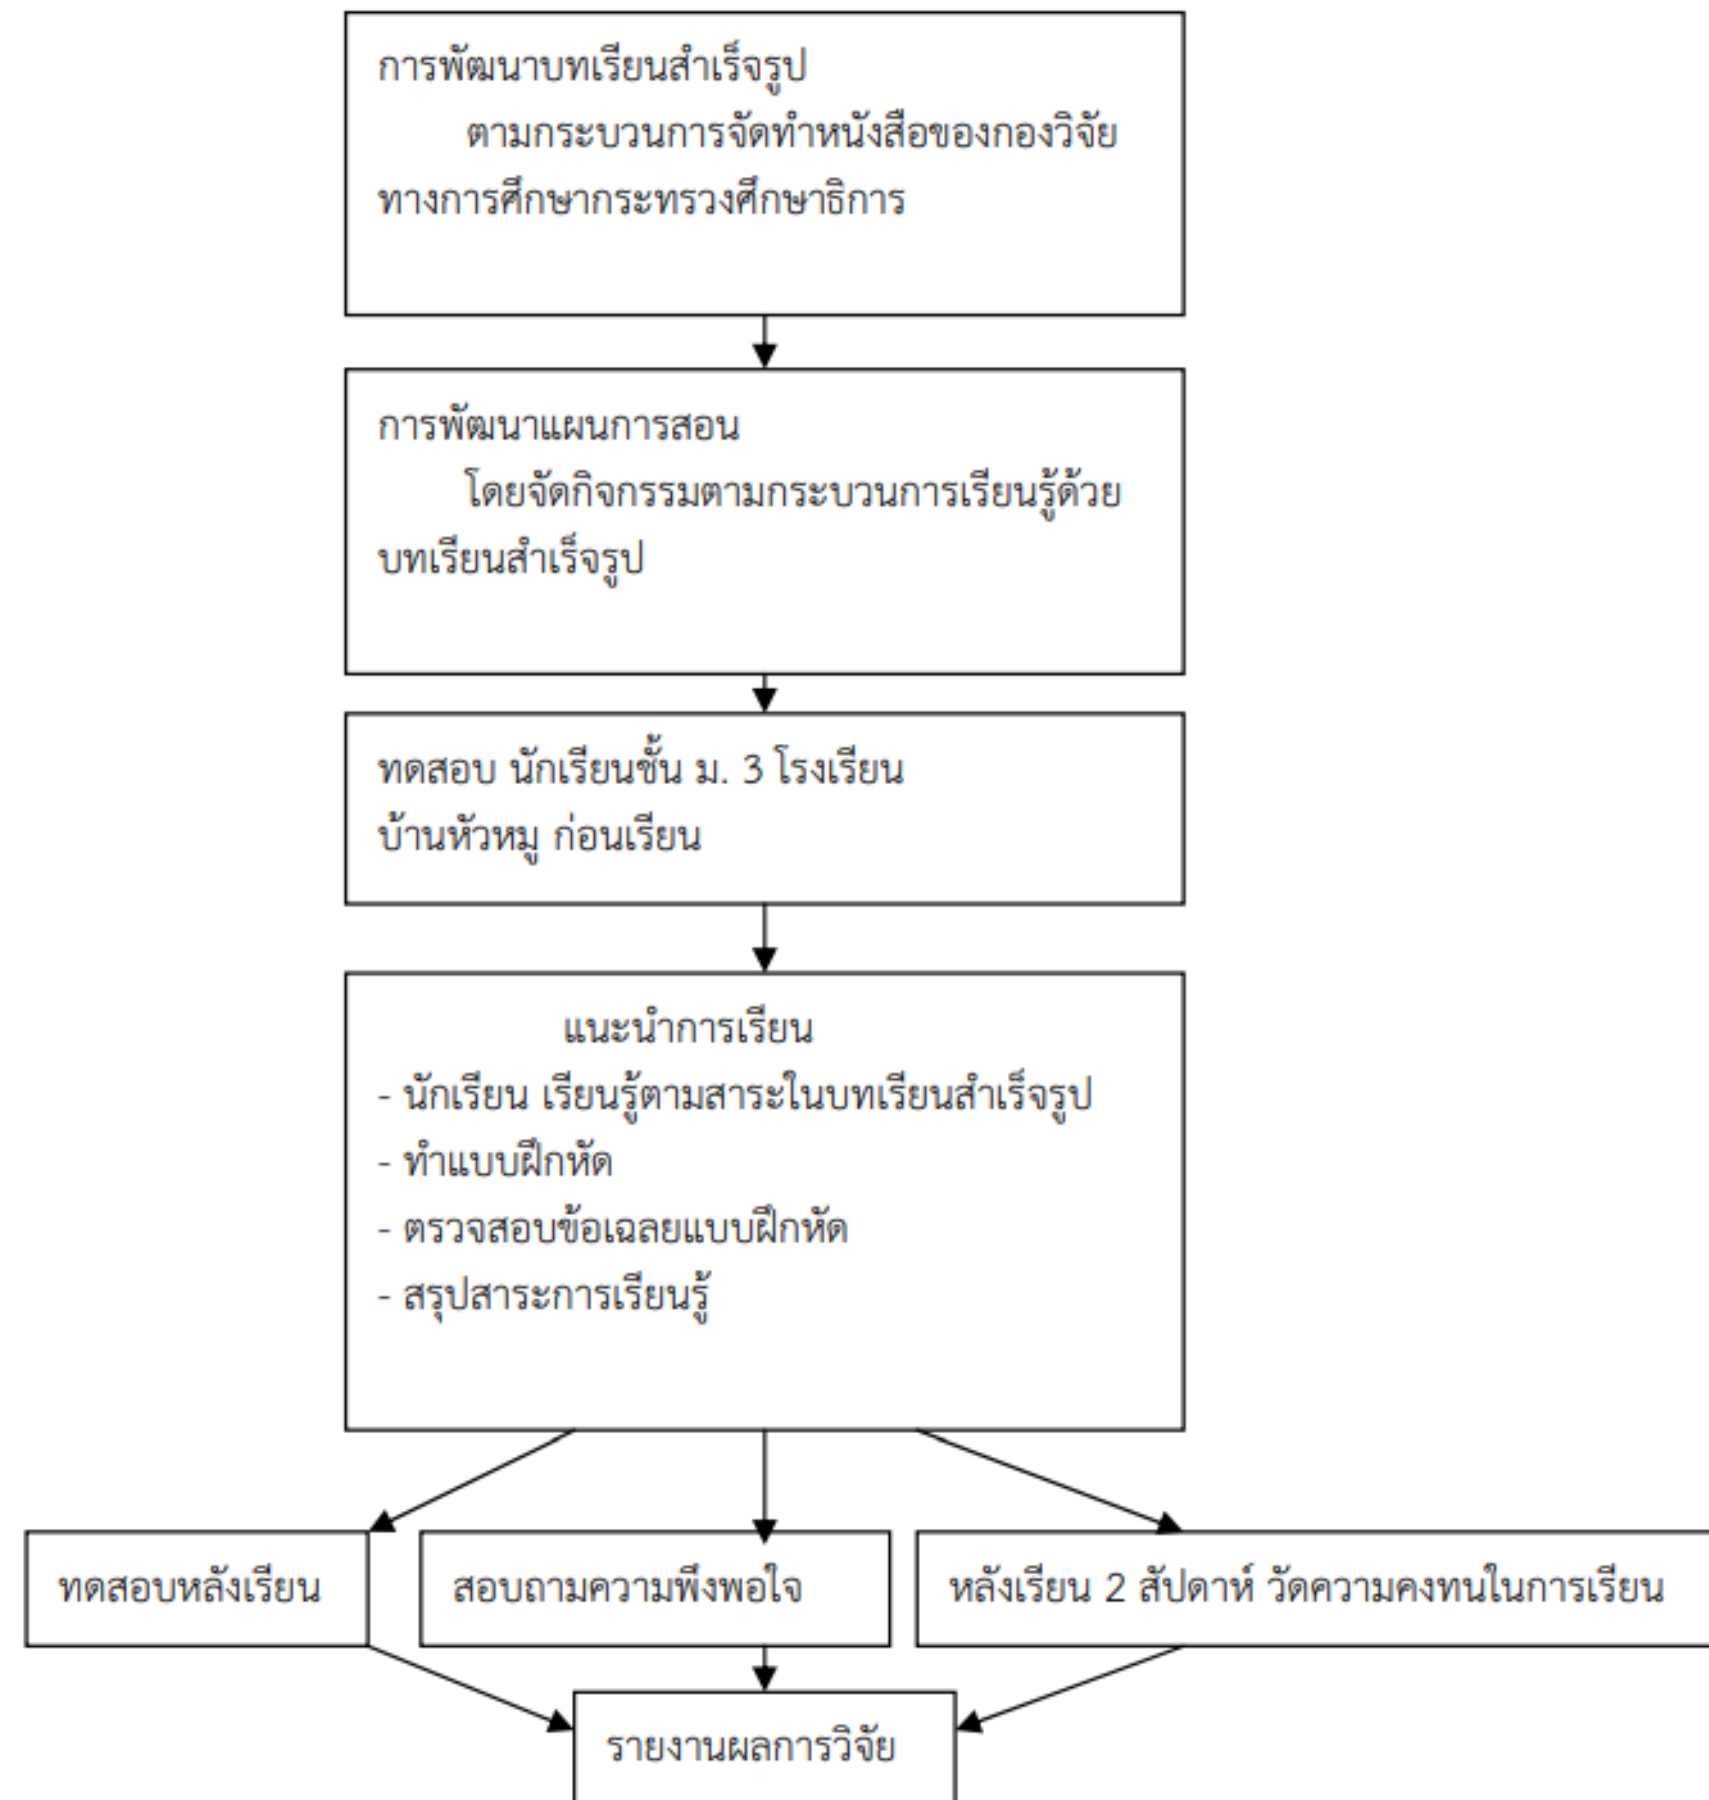 การพัฒนาบทเรียนสำเร็จรูป
ตามกระบวนการจัดทำหนังสือของกองวิจัย
ทางการศึกษากระทรวงศึกษาธิการ
การพัฒนาแผนการสอน
โดยจัดกิจกรรมตามกระบวนการเรียนรู้ด้วย
บทเรียนสำเร็จรูป
ทดสอบ นักเรียนชั้น ม. 3 โรงเรียน
บ้านหัวหมู ก่อนเรียน
แนะนำการเรียน
- นักเรียน เรียนรู้ตามสาระในบทเรียนสำเร็จรูป
- ทำแบบฝึกหัด
- ตรวจสอบข้อเฉลยแบบฝึกหัด
- สรุปสาระการเรียนรู้
ทดสอบหลังเรียน
สอบถามความพึงพอใจ
หลังเรียน 2 สัปดาห์ วัดความคงทนในการเรียน
รายงานผลการวิจัย